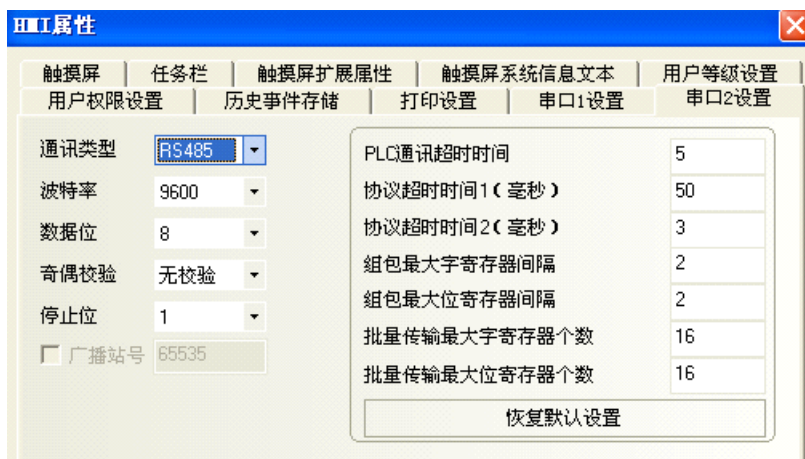 HMI属性
触摸屏 任务栏 触摸屏扩展属性 触摸屏系统信息文本 用户等级设置
用户权限设置 历史事件存储 打印设置 串口1设置 串口2设置
通讯类型 RS485
波特率 9600
数据位 8
奇偶校验 无校验
停止位 1
广播站号 65535
PLC通讯超时时间 5
协议超时时间1(毫秒) 50
协议超时时间2(毫秒) 3
组包最大字寄存器间隔 2
组包最大位寄存器间隔 2
批量传输最大字寄存器个数 16
批量传输最大位寄存器个数 16
恢复默认设置